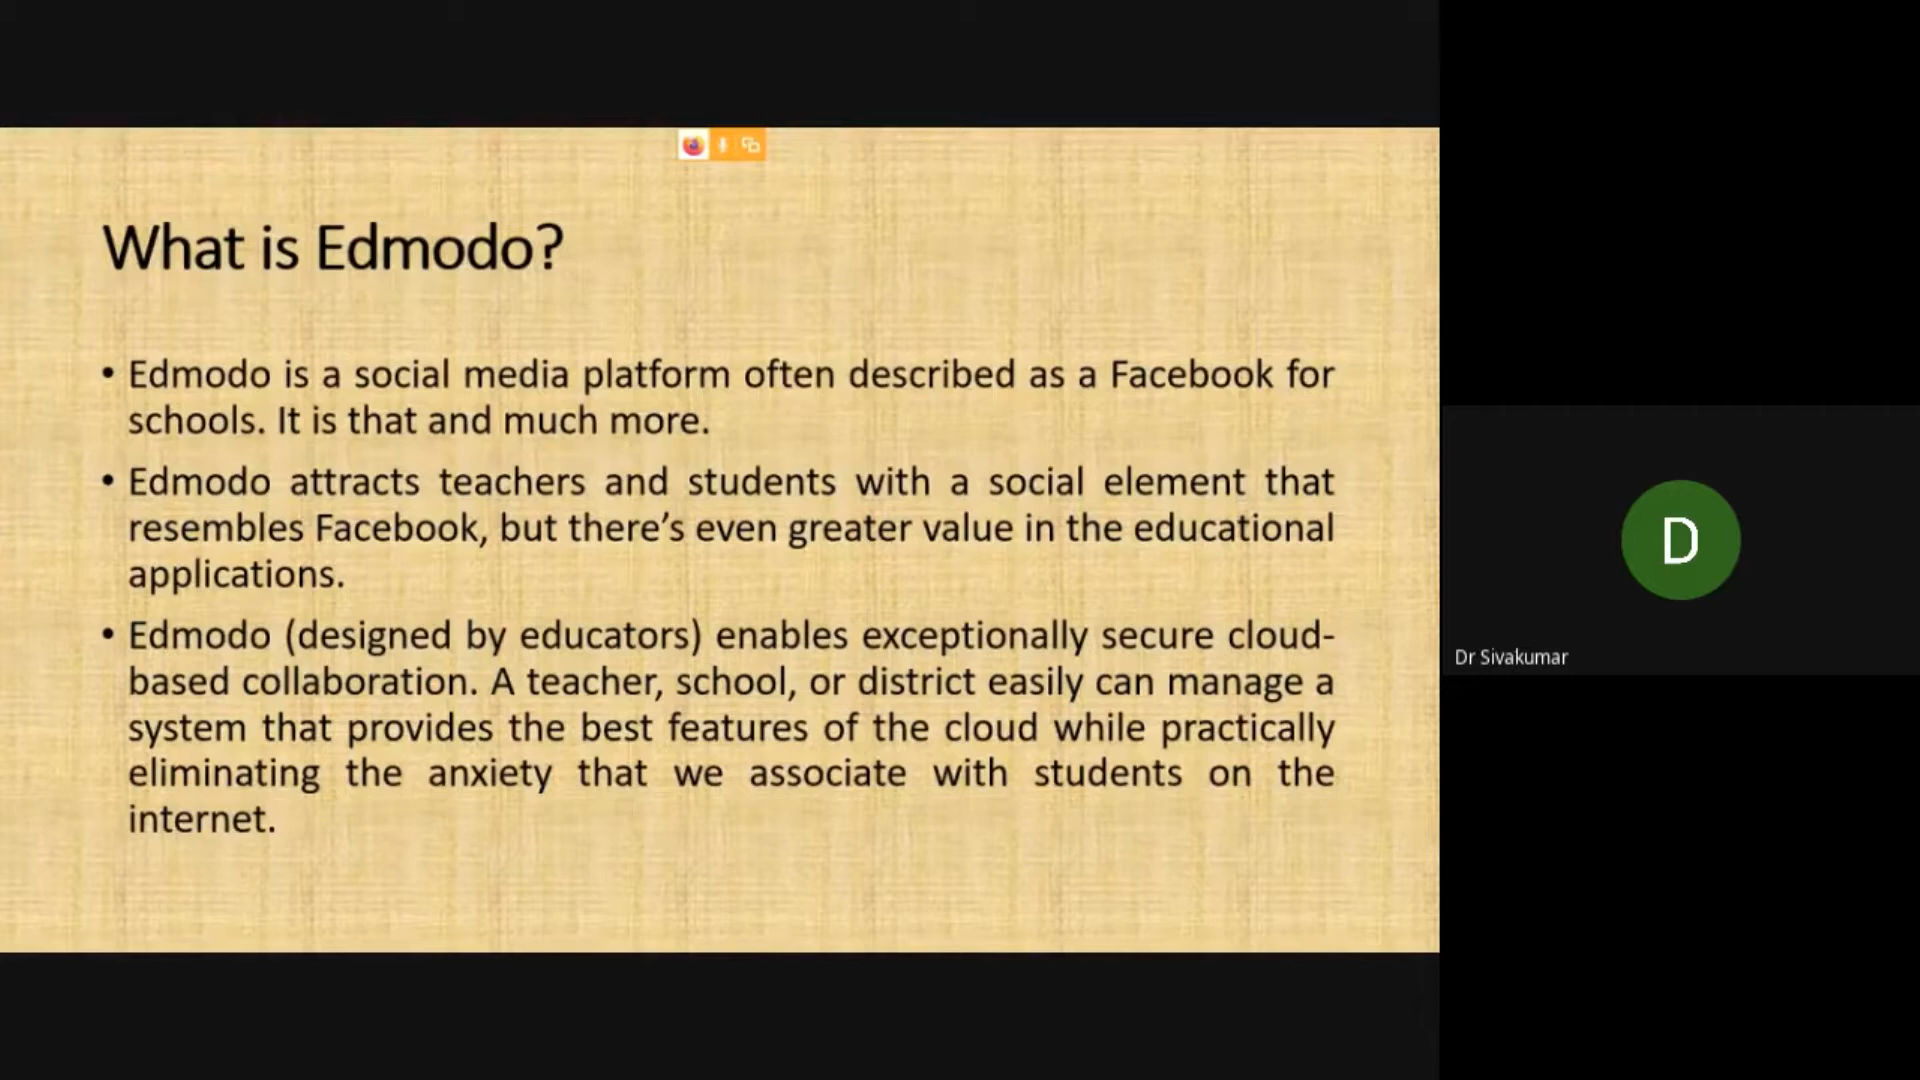 What is Edmodo?
• Edmodo is a social media platform often described as a Facebook for
schools. It is that and much more.
• Edmodo attracts teachers and students with a social element that
resembles Facebook, but there’s even greater value in the educational
applications.
• Edmodo (designed by educators) enables exceptionally secure cloud-
based collaboration. A teacher, school, or district easily can manage a
system that provides the best features of the cloud while practically
eliminating the anxiety that we associate with students on the
internet.
D
Dr Sivakumar